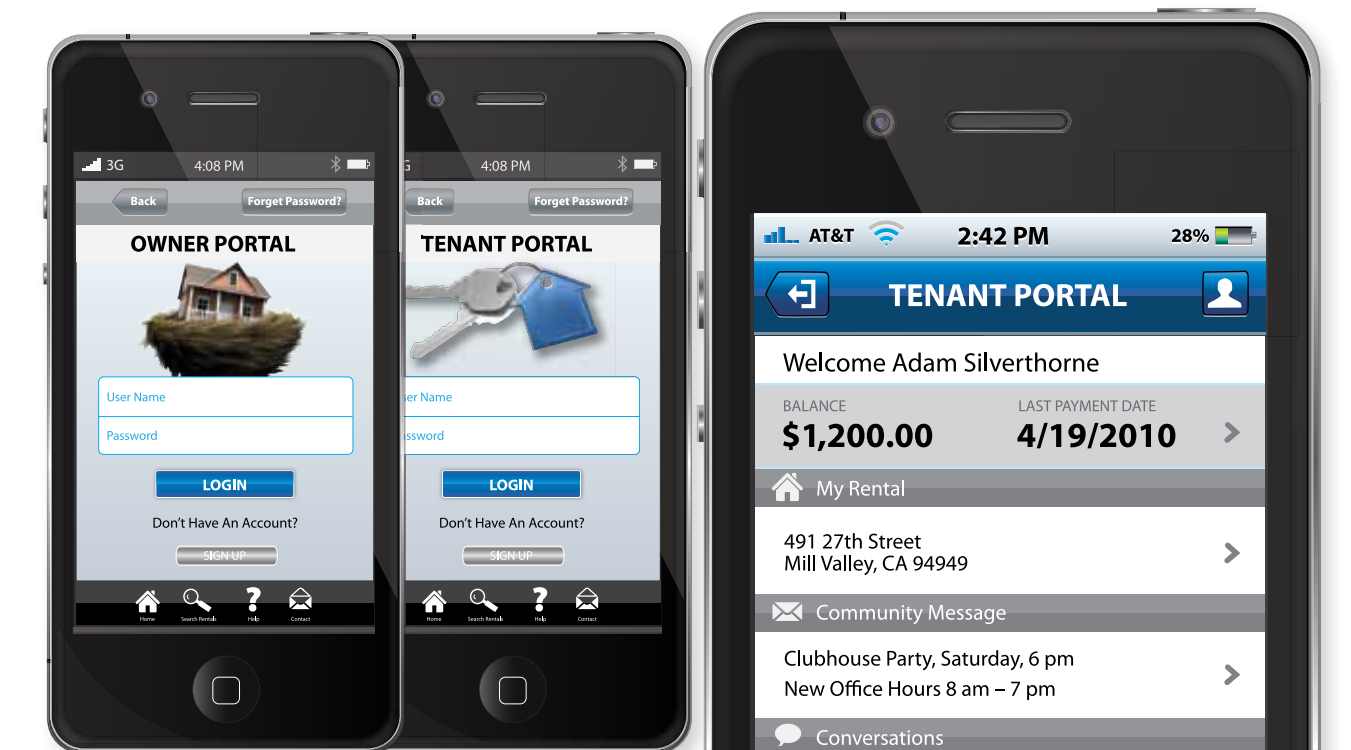 3G 4:08 PM
Back Forget Password?
OWNER PORTAL
User Name
Password
LOGIN
Don't Have An Account?
SIGN UP
Home Search Rentals Help Contact
G 4:08 PM
Back Forget Password?
TENANT PORTAL
er Name
ssword
LOGIN
Don't Have An Account?
SIGN UP
Home Search Rentals Help Contact
AT&T 2:42 PM 28%
TENANT PORTAL
Welcome Adam Silverthorne
BALANCE LAST PAYMENT DATE
$1,200.00 4/19/2010
My Rental
491 27th Street
Mill Valley, CA 94949
Community Message
Clubhouse Party, Saturday, 6 pm
New Office Hours 8 am – 7 pm
Conversations